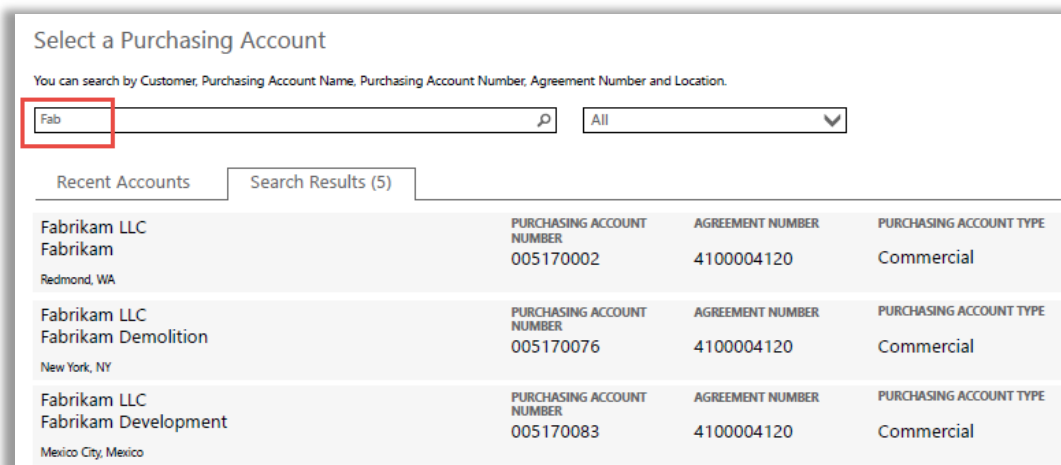 Select a Purchasing Account
You can search by Customer, Purchasing Account Name, Purchasing Account Number, Agreement Number and Location.
Fab
All
Recent Accounts
Search Results (5)
Fabrikam LLC
Fabrikam
Redmond, WA
PURCHASING ACCOUNT
NUMBER
005170002
AGREEMENT NUMBER
4100004120
PURCHASING ACCOUNT TYPE
Commercial
Fabrikam LLC
Fabrikam Demolition
New York, NY
PURCHASING ACCOUNT
NUMBER
005170076
AGREEMENT NUMBER
4100004120
PURCHASING ACCOUNT TYPE
Commercial
Fabrikam LLC
Fabrikam Development
Mexico City, Mexico
PURCHASING ACCOUNT
NUMBER
005170083
AGREEMENT NUMBER
4100004120
PURCHASING ACCOUNT TYPE
Commercial